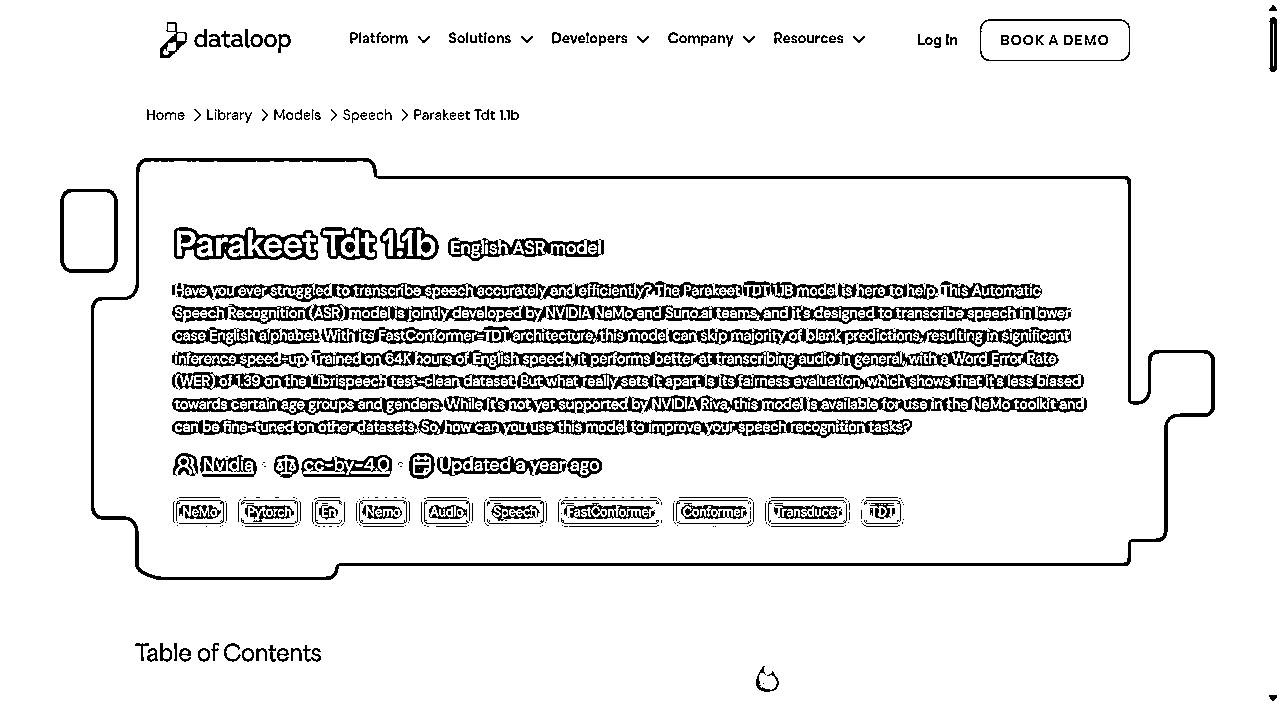 dataloop
Platform Solutions Developers Company Resources Log In BOOK A DEMO
Home > Library > Models > Speech > Parakeet Tdt 1.1b
Parakeet Tdt 1.1b English ASR model
Have you ever struggled to transcribe speech accurately and efficiently? The Parakeet TDT 1.1B model is here to help. This Automatic
Speech Recognition (ASR) model is jointly developed by NVIDIA NeMo and Suno.ai teams, and it's designed to transcribe speech in lower
case English alphabet. With its FastConformer-TDT architecture, this model can skip majority of blank predictions, resulting in significant
inference speed-up. Trained on 64K hours of English speech, it performs better at transcribing audio in general, with a Word Error Rate
(WER) of 1.39 on the Librispeech test-clean dataset. But what really sets it apart is its fairness evaluation, which shows that it's less biased
towards certain age groups and genders. While it's not yet supported by NVIDIA Riva, this model is available for use in the NeMo toolkit and
can be fine-tuned on other datasets. So, how can you use this model to improve your speech recognition tasks?
Nvidia · cc-by-4.0 · Updated a year ago
NeMo Pytorch En Nemo Audio Speech FastConformer Conformer Transducer TDT
Table of Contents